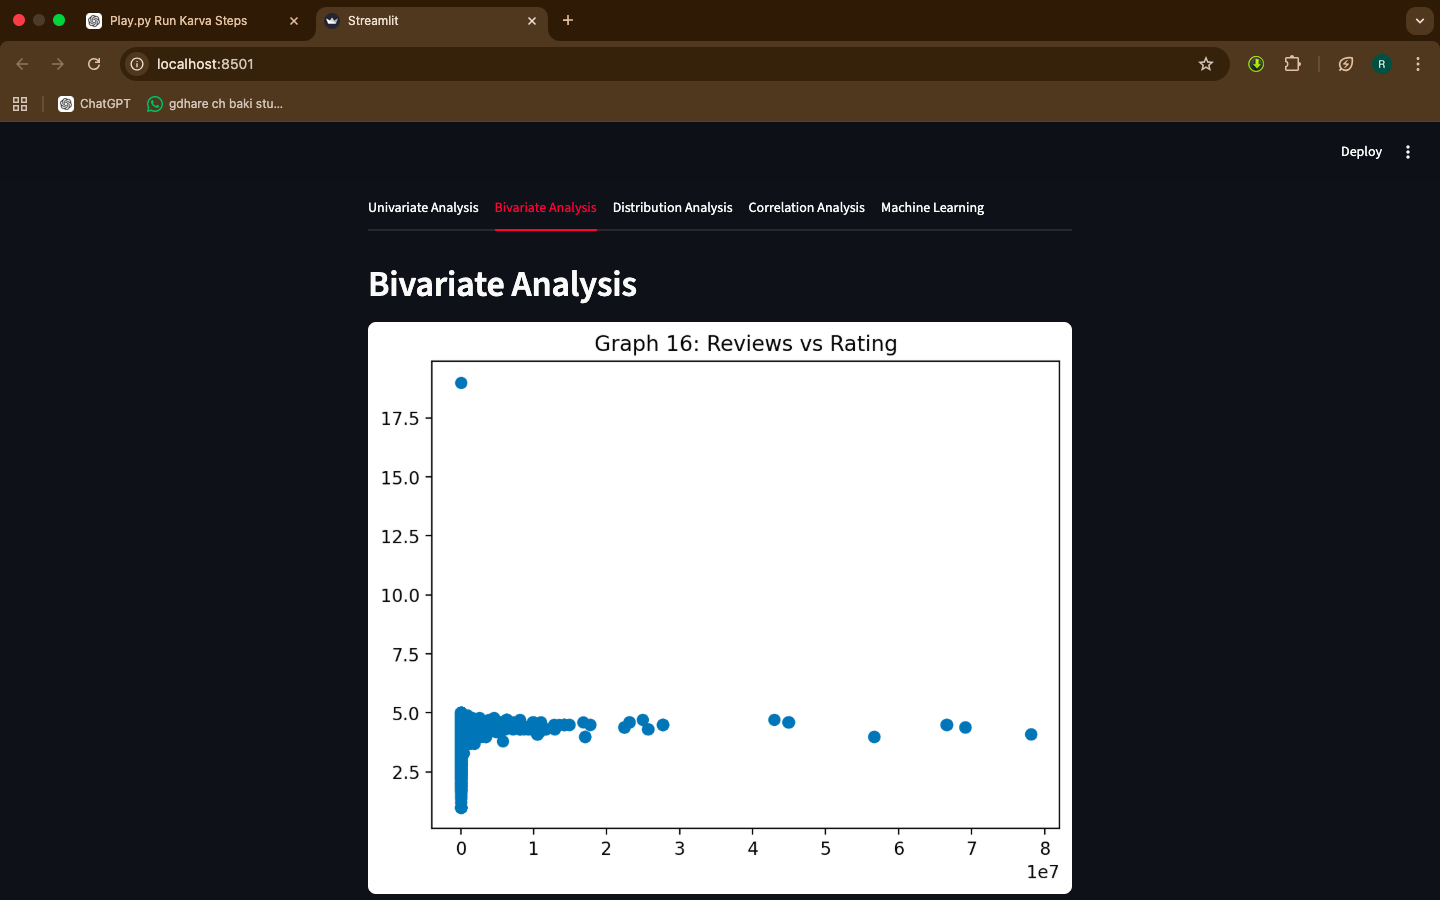 Play.py Run Karva Steps
Streamlit
localhost:8501
R
ChatGPT
gdhare ch baki stu...
Deploy
Univariate Analysis
Bivariate Analysis
Distribution Analysis
Correlation Analysis
Machine Learning
Bivariate Analysis
Graph 16: Reviews vs Rating
17.5
15.0
12.5
10.0
7.5
5.0
2.5
0 1 2 3 4 5 6 7 8
1e7